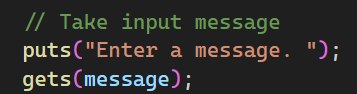 // Take input message
puts("Enter a message. ");
gets(message);